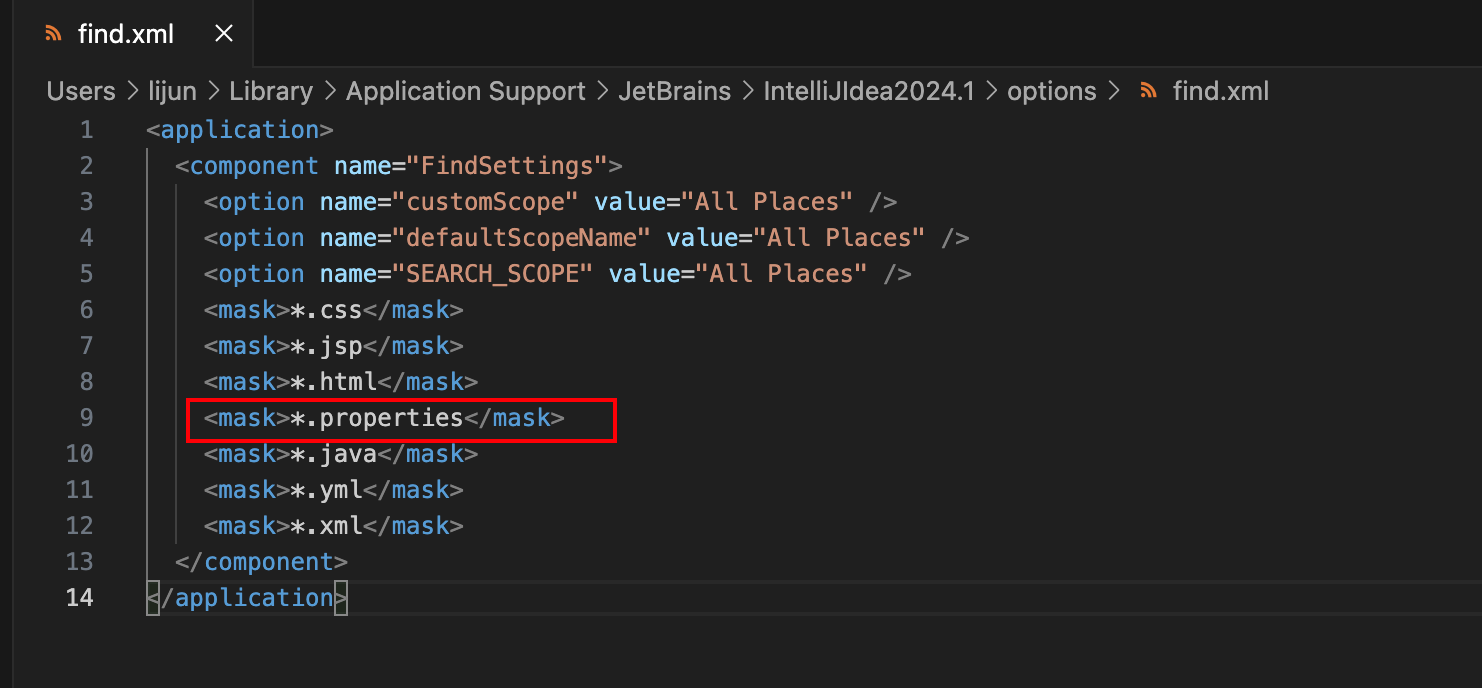 find.xml
Users > lijun > Library > Application Support > JetBrains > IntelliJIdea2024.1 > options > find.xml
1 <application>
2 <component name="FindSettings">
3 <option name="customScope" value="All Places" />
4 <option name="defaultScopeName" value="All Places" />
5 <option name="SEARCH_SCOPE" value="All Places" />
6 <mask>*.css</mask>
7 <mask>*.jsp</mask>
8 <mask>*.html</mask>
9 <mask>*.properties</mask>
10 <mask>*.java</mask>
11 <mask>*.yml</mask>
12 <mask>*.xml</mask>
13 </component>
14 </application>